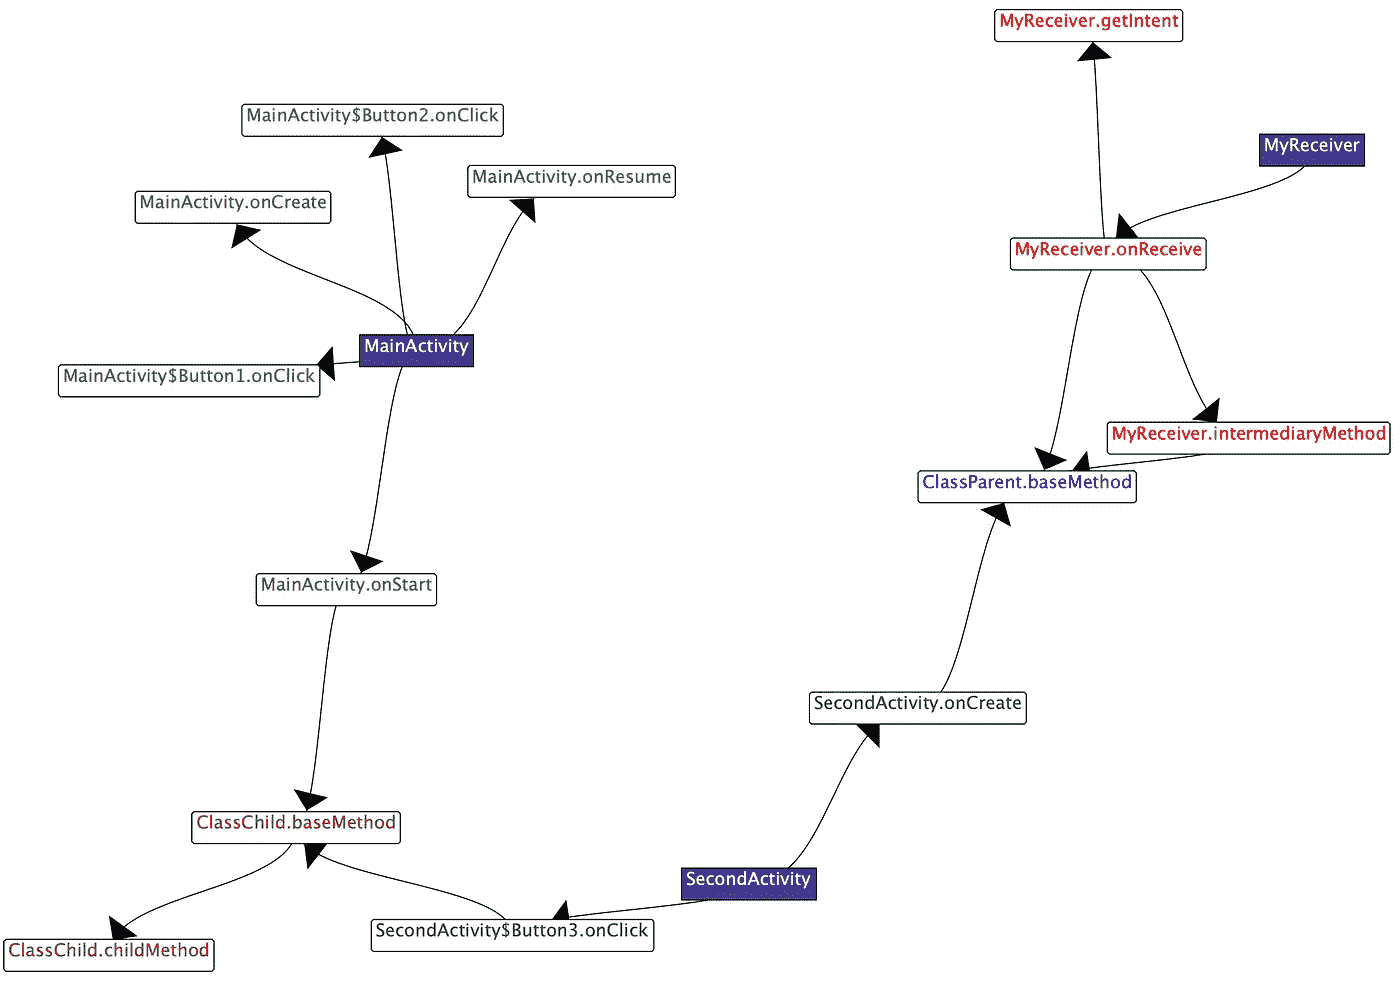 MyReceiver.getIntent
MainActivity$Button2.onClick
MyReceiver
MainActivity.onResume
MainActivity.onCreate
MyReceiver.onReceive
MainActivity
MainActivity$Button1.onClick
MyReceiver.intermediaryMethod
ClassParent.baseMethod
MainActivity.onStart
SecondActivity.onCreate
ClassChild.baseMethod
SecondActivity
SecondActivity$Button3.onClick
ClassChild.childMethod